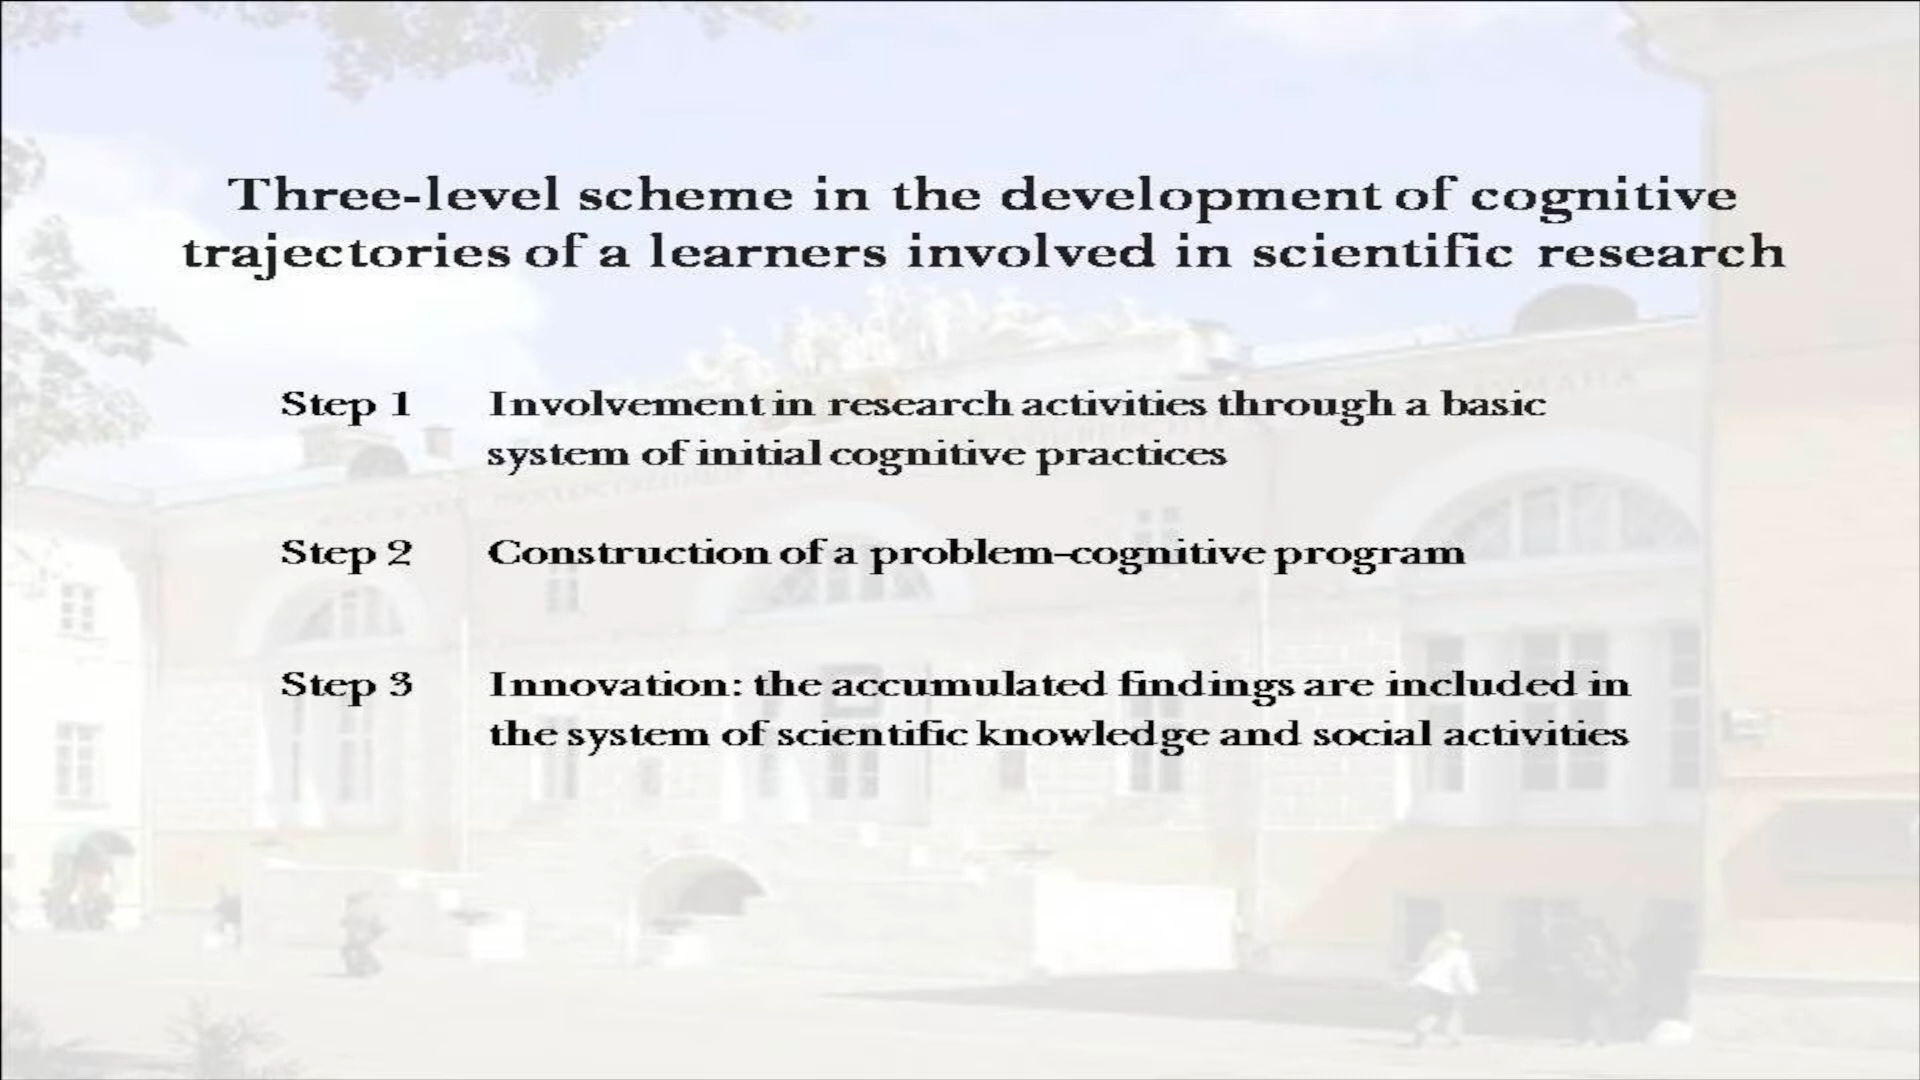 Three-level scheme in the development of cognitive
trajectories of a learners involved in scientific research
Step 1 Involvement in research activities through a basic
system of initial cognitive practices
Step 2 Construction of a problem-cognitive program
Step 3 Innovation: the accumulated findings are included in
the system of scientific knowledge and social activities